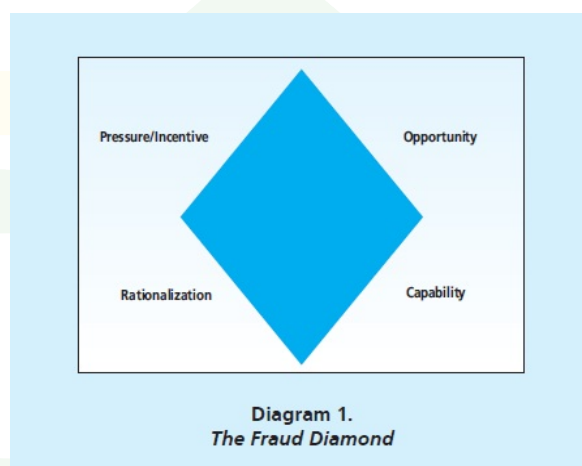 Pressure/Incentive
Opportunity
Rationalization
Capability
Diagram 1.
The Fraud Diamond